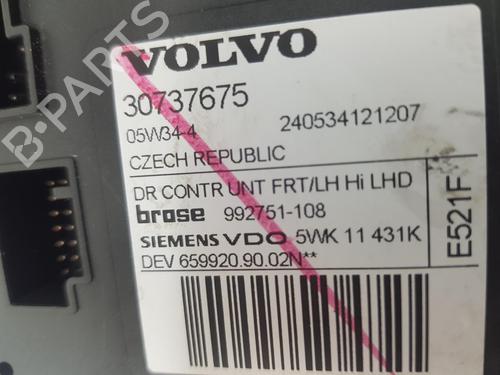 VOLVO
30737675
05W34-4 240534121207
CZECH REPUBLIC
DR CONTR UNT FRT/LH Hi LHD
brose 992751-108
SIEMENS VDO 5WK 11 431K
DEV 659920.90.02N**
E521F